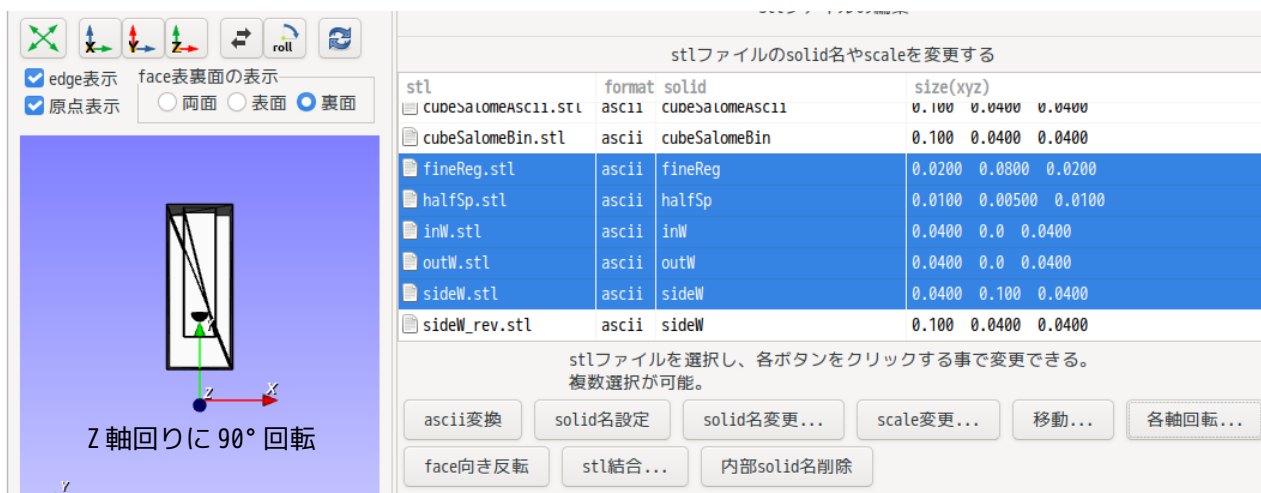 stlファイルのsolid名やscaleを変更する
X Y Z roll
edge表示 face表裏面の表示
原点表示 両面 表面 裏面
stl format solid size(xyz)
cubeSalomeAscii.stl ascii cubeSalomeAscii 0.100 0.0400 0.0400
cubeSalomeBin.stl ascii cubeSalomeBin 0.100 0.0400 0.0400
fineReg.stl ascii fineReg 0.0200 0.0800 0.0200
halfSp.stl ascii halfSp 0.0100 0.00500 0.0100
inW.stl ascii inW 0.0400 0.0 0.0400
outW.stl ascii outW 0.0400 0.0 0.0400
sideW.stl ascii sideW 0.0400 0.100 0.0400
sideW_rev.stl ascii sideW 0.100 0.0400 0.0400
Y
Z X
Z軸回りに90°回転
Y
stlファイルを選択し、各ボタンをクリックする事で変更できる。
複数選択が可能。
ascii変換 solid名設定 solid名変更... scale変更... 移動... 各軸回転...
face向き反転 stl結合... 内部solid名削除